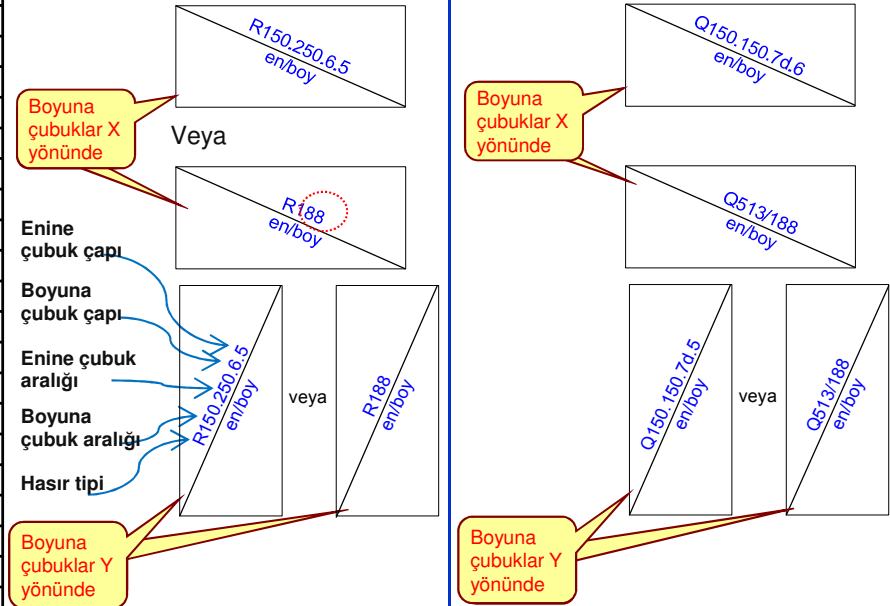 R150.250.6.5
en/boy
Boyuna
çubuklar X
yönünde
Veya
R188
en/boy
Enine
çubuk çapı
Boyuna
çubuk çapı
Enine çubuk
aralığı
Boyuna
çubuk aralığı
Hasır tipi
R150.250.6.5
en/boy
veya
R188
en/boy
Boyuna
çubuklar Y
yönünde
Q150.150.7d.6
en/boy
Boyuna
çubuklar X
yönünde
Q513/188
en/boy
Q150.150.7d.5
en/boy
veya
Q513/188
en/boy
Boyuna
çubuklar Y
yönünde